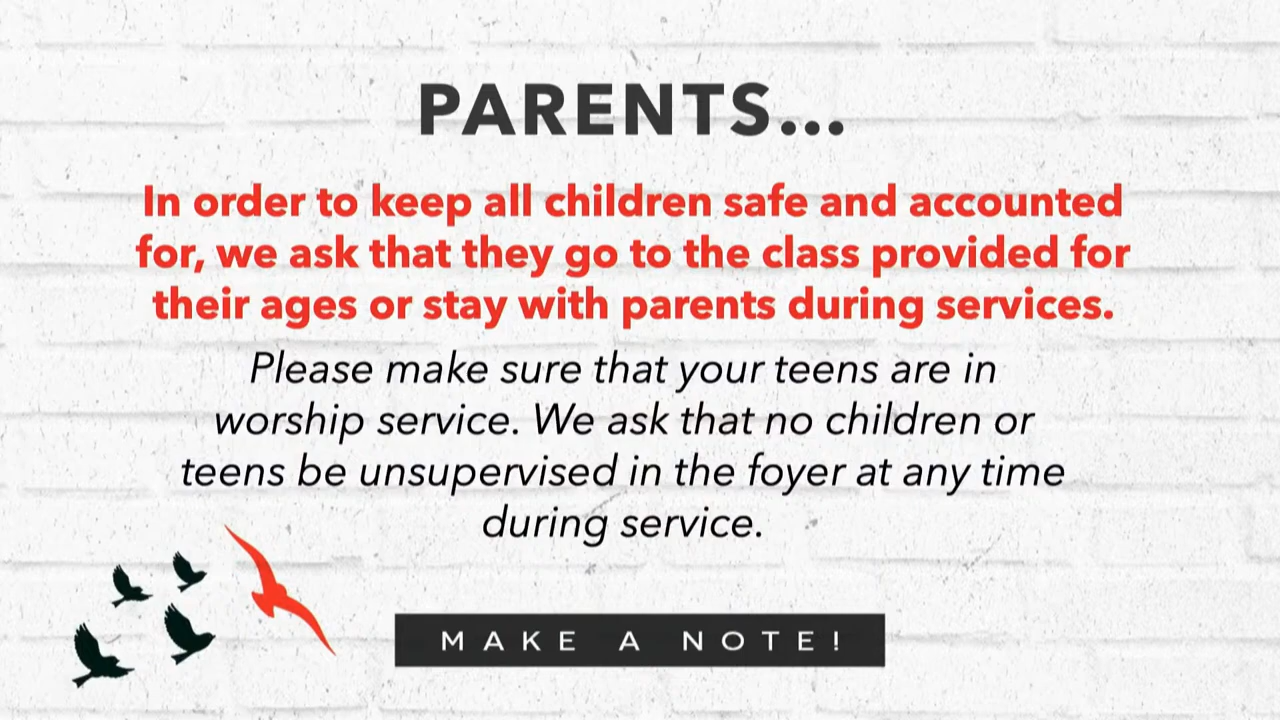 PARENTS...
In order to keep all children safe and accounted
for, we ask that they go to the class provided for
their ages or stay with parents during services.
Please make sure that your teens are in
worship service. We ask that no children or
teens be unsupervised in the foyer at any time
during service.
MAKE A NOTE!